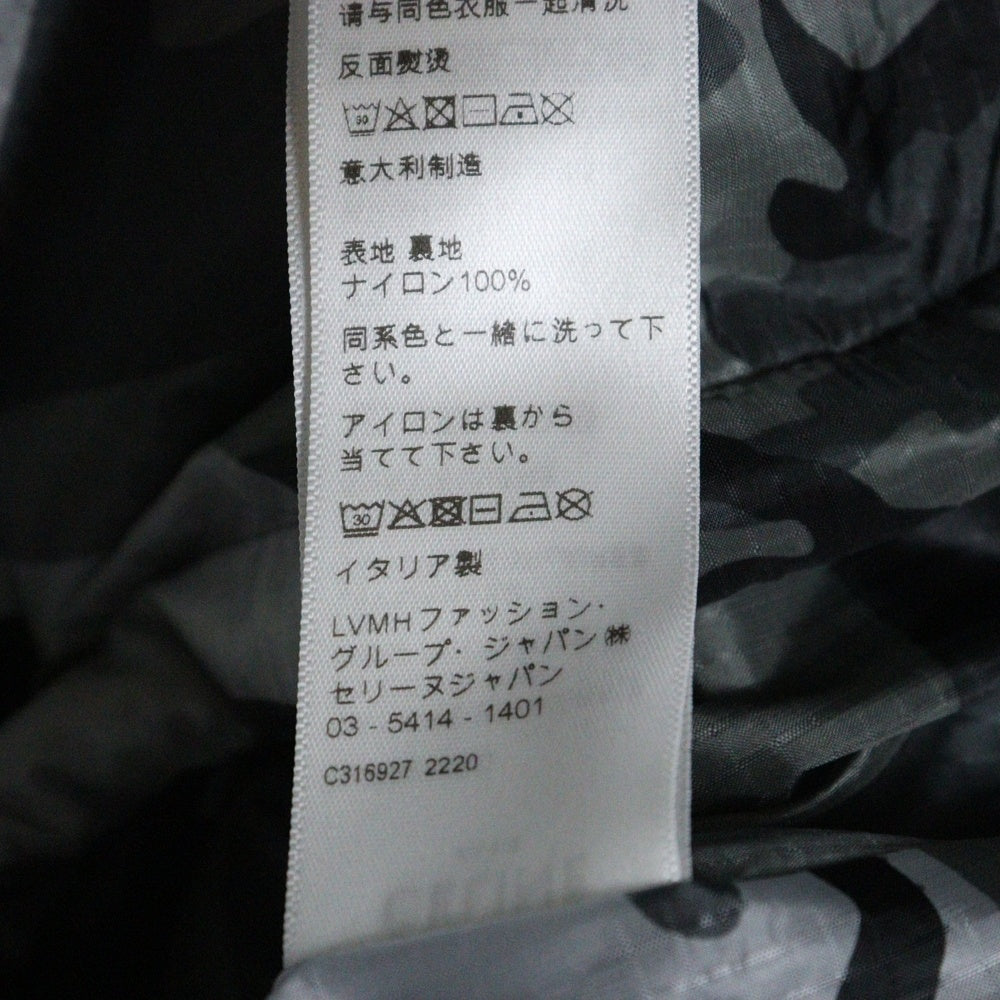 请与同色衣服一起清洗
反面熨烫
30
意大利制造
表地 裏地
ナイロン100%
同系色と一緒に洗って下
さい。
アイロンは裏から
当てて下さい。
30
イタリア製
LVMHファッション・
グループ・ジャパン㈱
セリーヌジャパン
03 - 5414 - 1401
C316927 2220